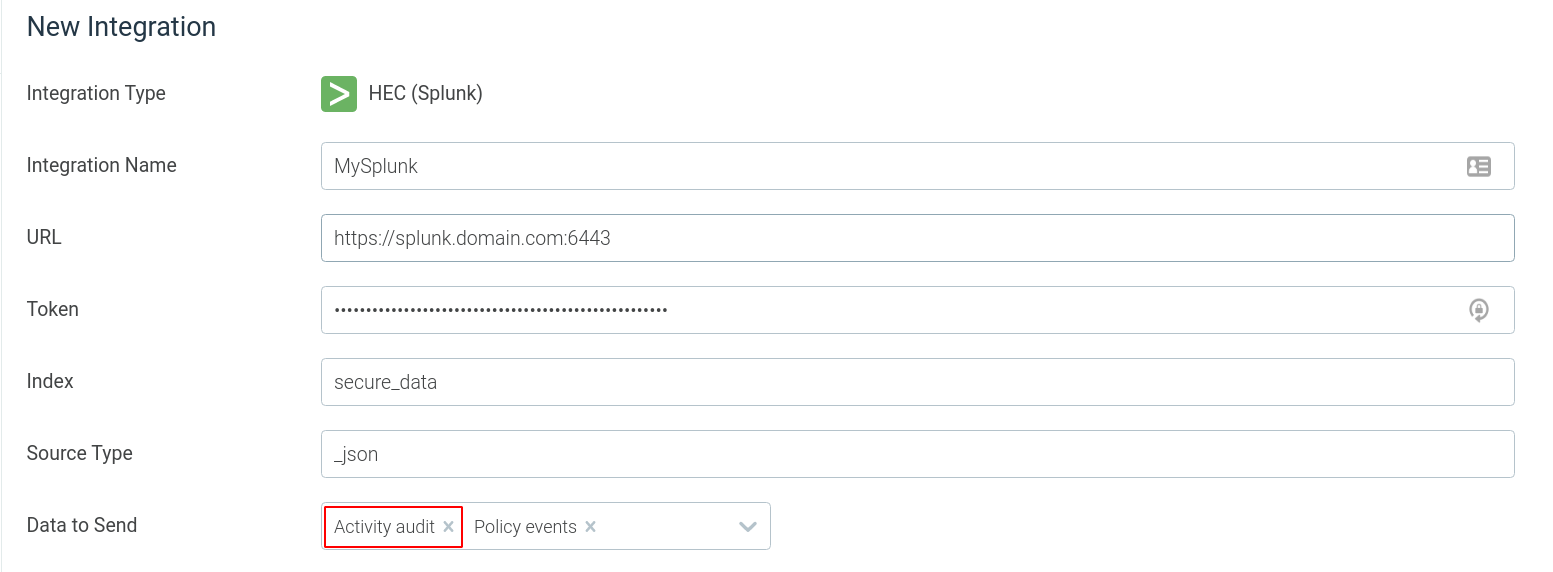 New Integration
Integration Type HEC (Splunk)
Integration Name MySplunk
URL https://splunk.domain.com:6443
Token ••••••••••••••••••••••••••••••••••••••••••••••••••••••
Index secure_data
Source Type _json
Data to Send Activity audit × Policy events ×